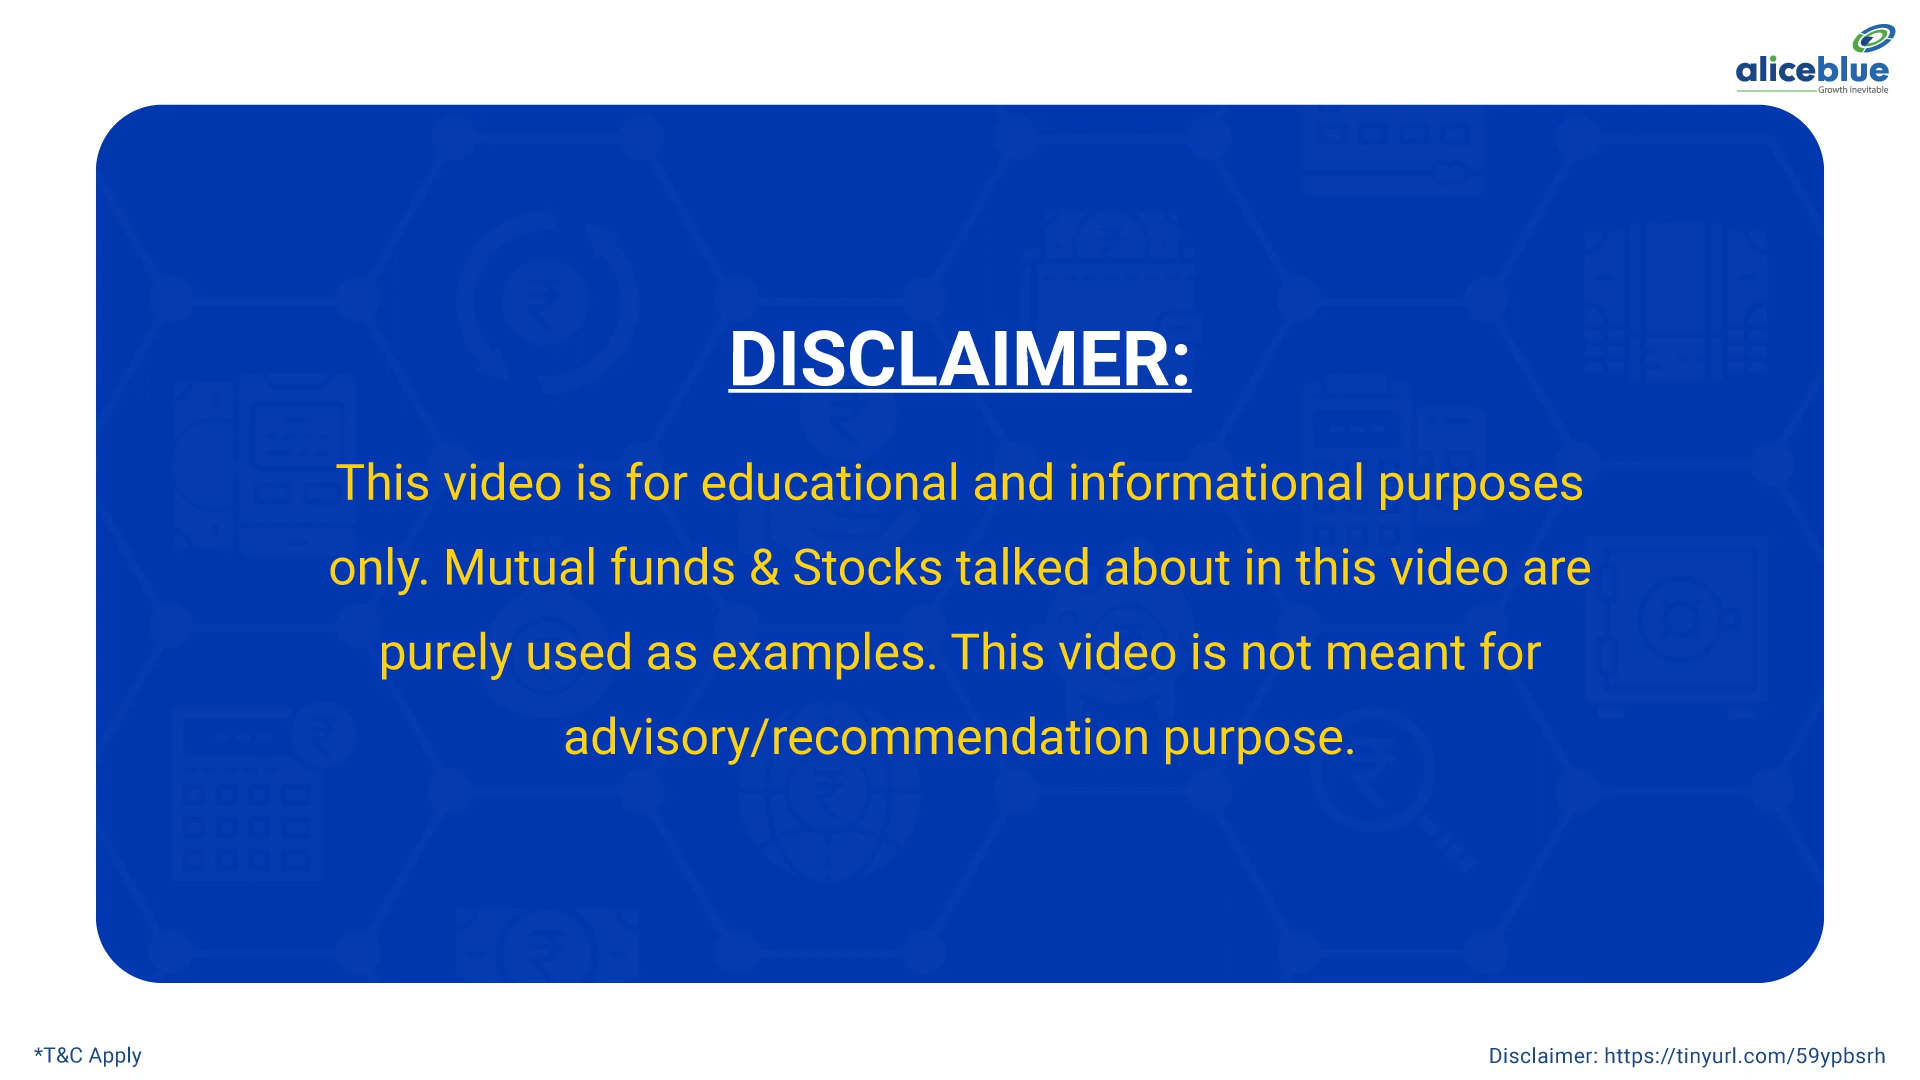 aliceblue
Growth inevitable
DISCLAIMER:
This video is for educational and informational purposes
only. Mutual funds & Stocks talked about in this video are
purely used as examples. This video is not meant for
advisory/recommendation purpose.
*T&C Apply
Disclaimer: https://tinyurl.com/59ypbsrh